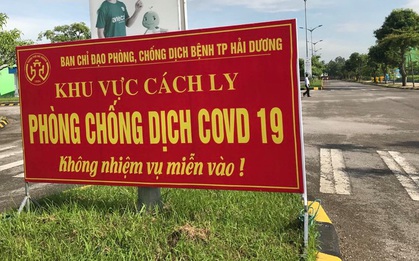 BAN CHỈ ĐẠO PHÒNG, CHỐNG DỊCH BỆNH TP HẢI DƯƠNG
KHU VỰC CÁCH LY
PHÒNG CHỐNG DỊCH COVD 19
Không nhiệm vụ miễn vào !